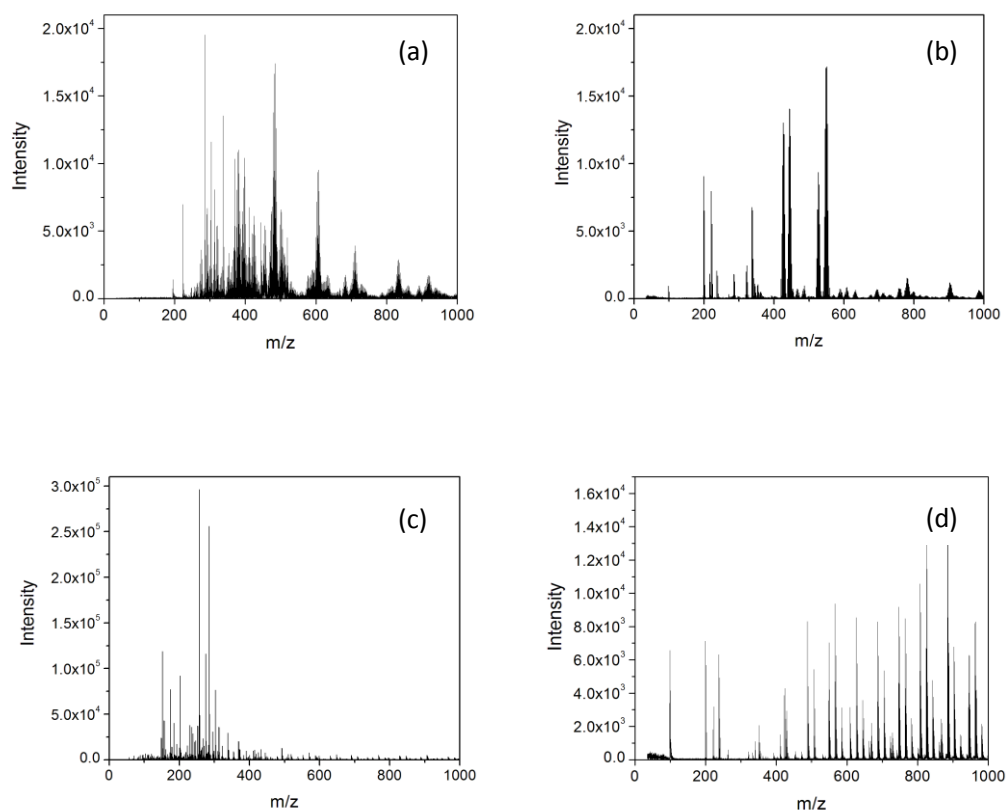 (a)
Intensity
2.0x10⁴
1.5x10⁴
1.0x10⁴
5.0x10³
0.0
0 200 400 600 800 1000
m/z
(b)
Intensity
2.0x10⁴
1.5x10⁴
1.0x10⁴
5.0x10³
0.0
0 200 400 600 800 1000
m/z
(c)
Intensity
3.0x10⁵
2.5x10⁵
2.0x10⁵
1.5x10⁵
1.0x10⁵
5.0x10⁴
0.0
0 200 400 600 800 1000
m/z
(d)
Intensity
1.6x10⁴
1.4x10⁴
1.2x10⁴
1.0x10⁴
8.0x10³
6.0x10³
4.0x10³
2.0x10³
0.0
0 200 400 600 800 1000
m/z